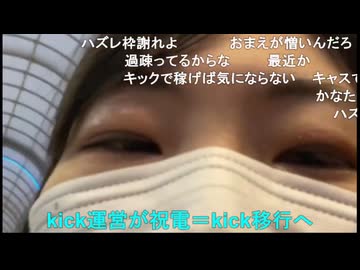 ハズレ枠謝れよ
おまえが憎いんだろ
過疎ってるからな
最近か
キックで稼げば気にならない
キャスで
かなた
ハズ
kick運営が祝電＝kick移行へ